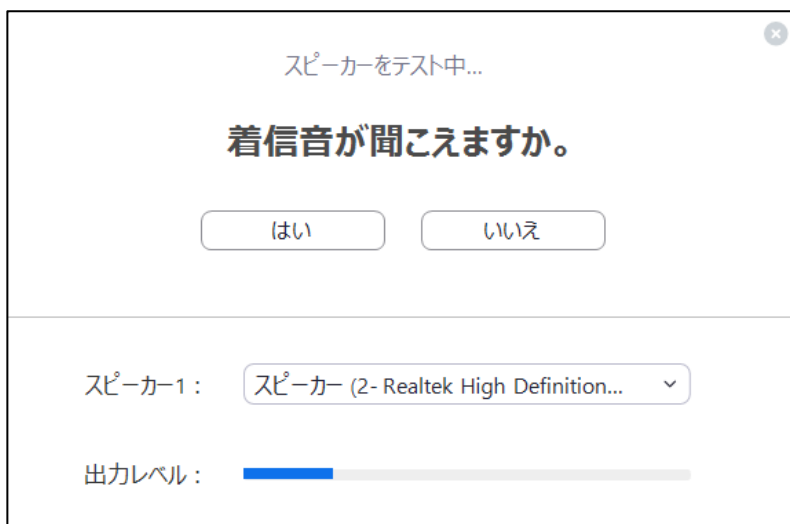 スピーカーをテスト中...
着信音が聞こえますか。
はい
いいえ
スピーカー1：
スピーカー (2- Realtek High Definition...
出力レベル：